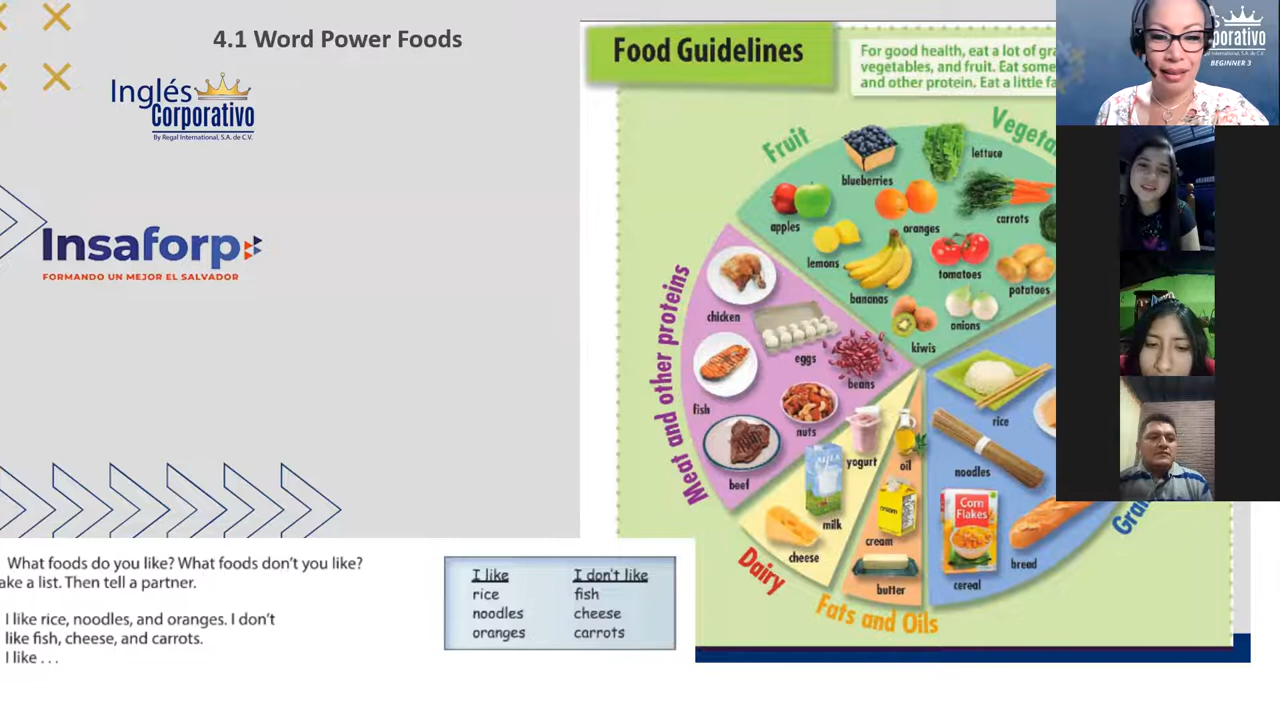 4.1 Word Power Foods
Inglés
Corporativo
By Regal International, S.A. de C.V.
Insaforp
FORMANDO UN MEJOR EL SALVADOR
Food Guidelines
For good health, eat a lot of
vegetables, and fruit. Eat some
and other protein. Eat a little
Fruit
blueberries
lettuce
apples
oranges
carrots
lemons
tomatoes
bananas
potatoes
onions
kiwis
Meat and other proteins
chicken
eggs
beans
fish
nuts
beef
yogurt
oil
milk
cream
cheese
butter
Dairy
Fats and Oils
rice
noodles
Corn
Flakes
cereal
bread
What foods do you like? What foods don't you like?
ake a list. Then tell a partner.
I like rice, noodles, and oranges. I don't
like fish, cheese, and carrots.
I like . . .
I like I don't like
rice fish
noodles cheese
oranges carrots
porativo
BEGINNER 3